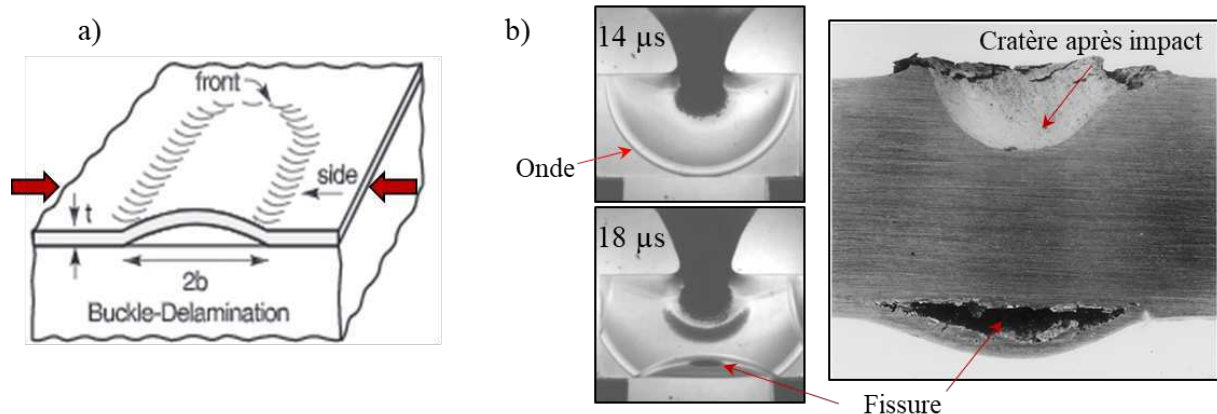 a)
front
side
t
2b
Buckle-Delamination
b)
14 µs
Onde
18 µs
Cratère après impact
Fissure